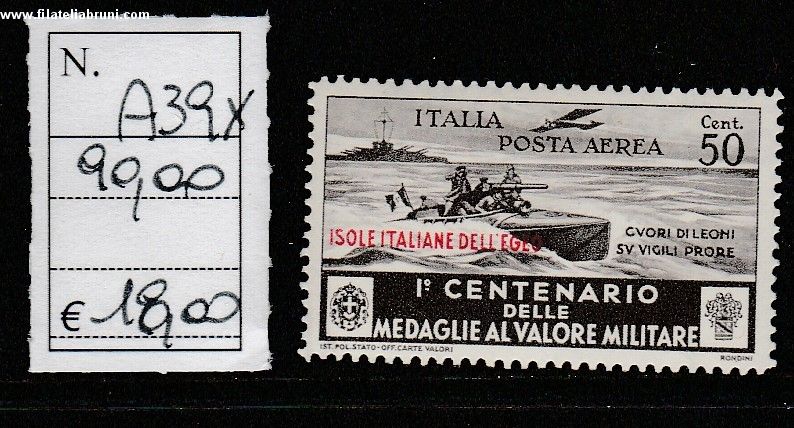 www.filateliabruni.com
N.
A39x
90,00
€ 18,00
ITALIA
POSTA AEREA
Cent.
50
ISOLE ITALIANE DELL'EGEO
CVORI DI LEONI
SV VIGILI PRORE
I° CENTENARIO
DELLE
MEDAGLIE AL VALORE MILITARE
IST. POL. STATO - OFF. CARTE VALORI
RONDINI